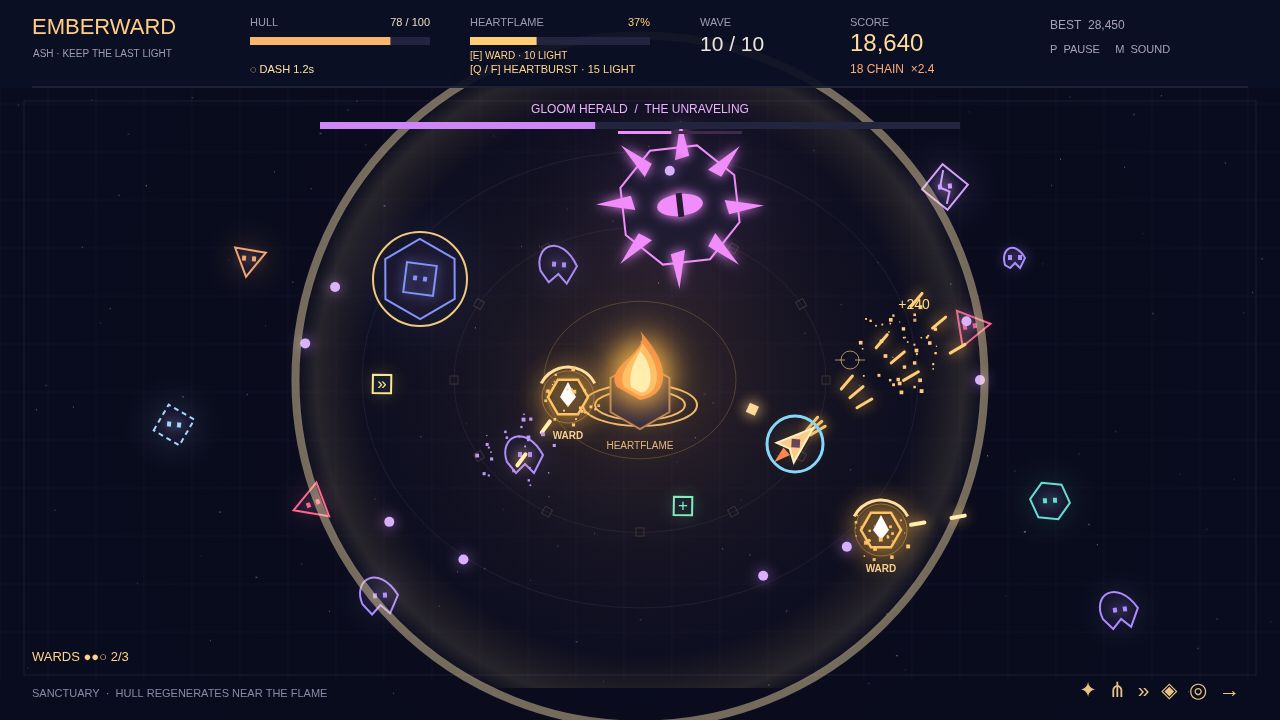 EMBERWARD
ASH · KEEP THE LAST LIGHT
HULL 78 / 100
○ DASH 1.2s
HEARTFLAME 37%
[E] WARD · 10 LIGHT
[Q / F] HEARTBURST · 15 LIGHT
WAVE
10 / 10
SCORE
18,640
18 CHAIN ×2.4
BEST 28,450
P PAUSE M SOUND
GLOOM HERALD / THE UNRAVELING
+240
WARD
HEARTFLAME
WARD
WARDS ●●○ 2/3
SANCTUARY · HULL REGENERATES NEAR THE FLAME